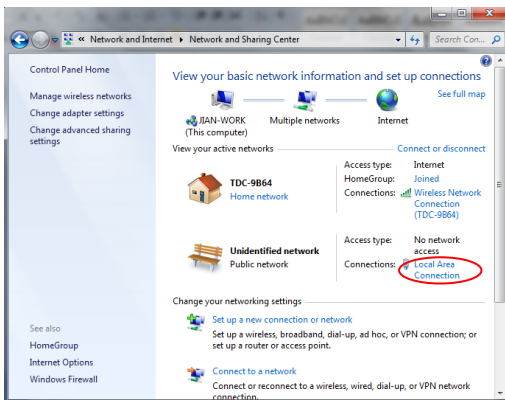 « Network and Internet ▸ Network and Sharing Center
Search Con...
Control Panel Home
Manage wireless networks
Change adapter settings
Change advanced sharing
settings
See also
HomeGroup
Internet Options
Windows Firewall
View your basic network information and set up connections
See full map
JIAN-WORK
(This computer)
Multiple networks
Internet
View your active networks
Connect or disconnect
TDC-9B64
Home network
Access type: Internet
HomeGroup: Joined
Connections: Wireless Network
Connection
(TDC-9B64)
Unidentified network
Public network
Access type: No network
access
Connections: Local Area
Connection
Change your networking settings
Set up a new connection or network
Set up a wireless, broadband, dial-up, ad hoc, or VPN connection; or
set up a router or access point.
Connect to a network
Connect or reconnect to a wireless, wired, dial-up, or VPN network
connection.